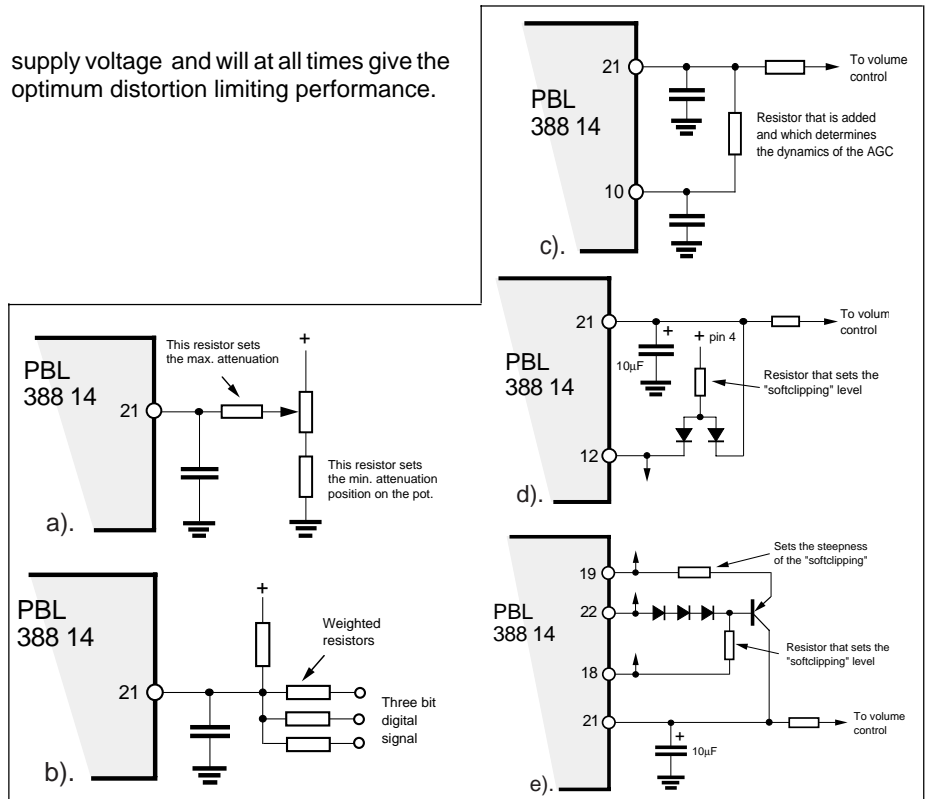 supply voltage and will at all times give the
optimum distortion limiting performance.
PBL
388 14
21
This resistor sets
the max. attenuation
+
This resistor sets
the min. attenuation
position on the pot.
a).
PBL
388 14
21
+
Weighted
resistors
Three bit
digital
signal
b).
PBL
388 14
21
To volume
control
Resistor that is added
and which determines
the dynamics of the AGC
10
c).
PBL
388 14
21
+
10µF
+ pin 4
To volum
control
Resistor that sets the
"softclipping" level
12
d).
PBL
388 14
19
Sets the steepness
of the "softclipping"
22
Resistor that sets the
"softclipping" level
18
21
+
10µF
To volume
control
e).